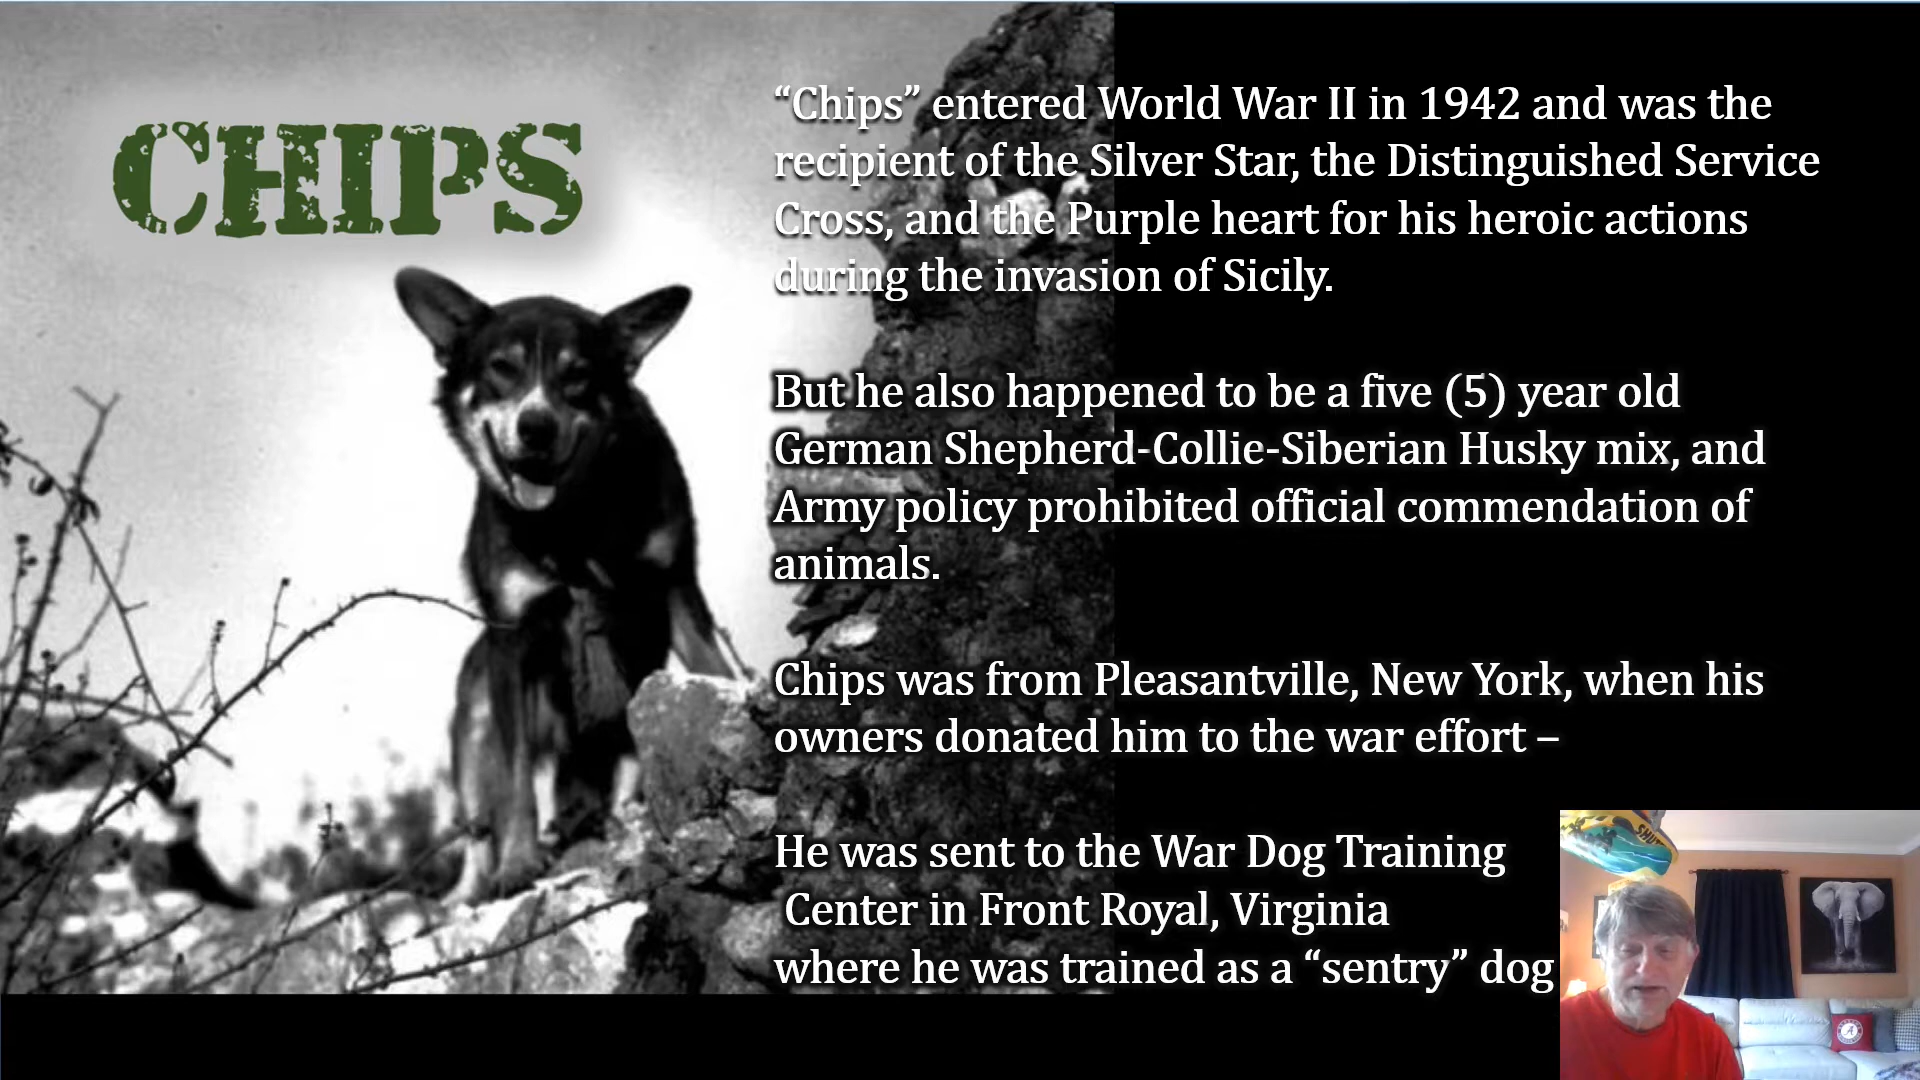 CHIPS
“Chips” entered World War II in 1942 and was the
recipient of the Silver Star, the Distinguished Service
Cross, and the Purple heart for his heroic actions
during the invasion of Sicily.
But he also happened to be a five (5) year old
German Shepherd-Collie-Siberian Husky mix, and
Army policy prohibited official commendation of
animals.
Chips was from Pleasantville, New York, when his
owners donated him to the war effort –
He was sent to the War Dog Training
Center in Front Royal, Virginia
where he was trained as a “sentry” dog
A